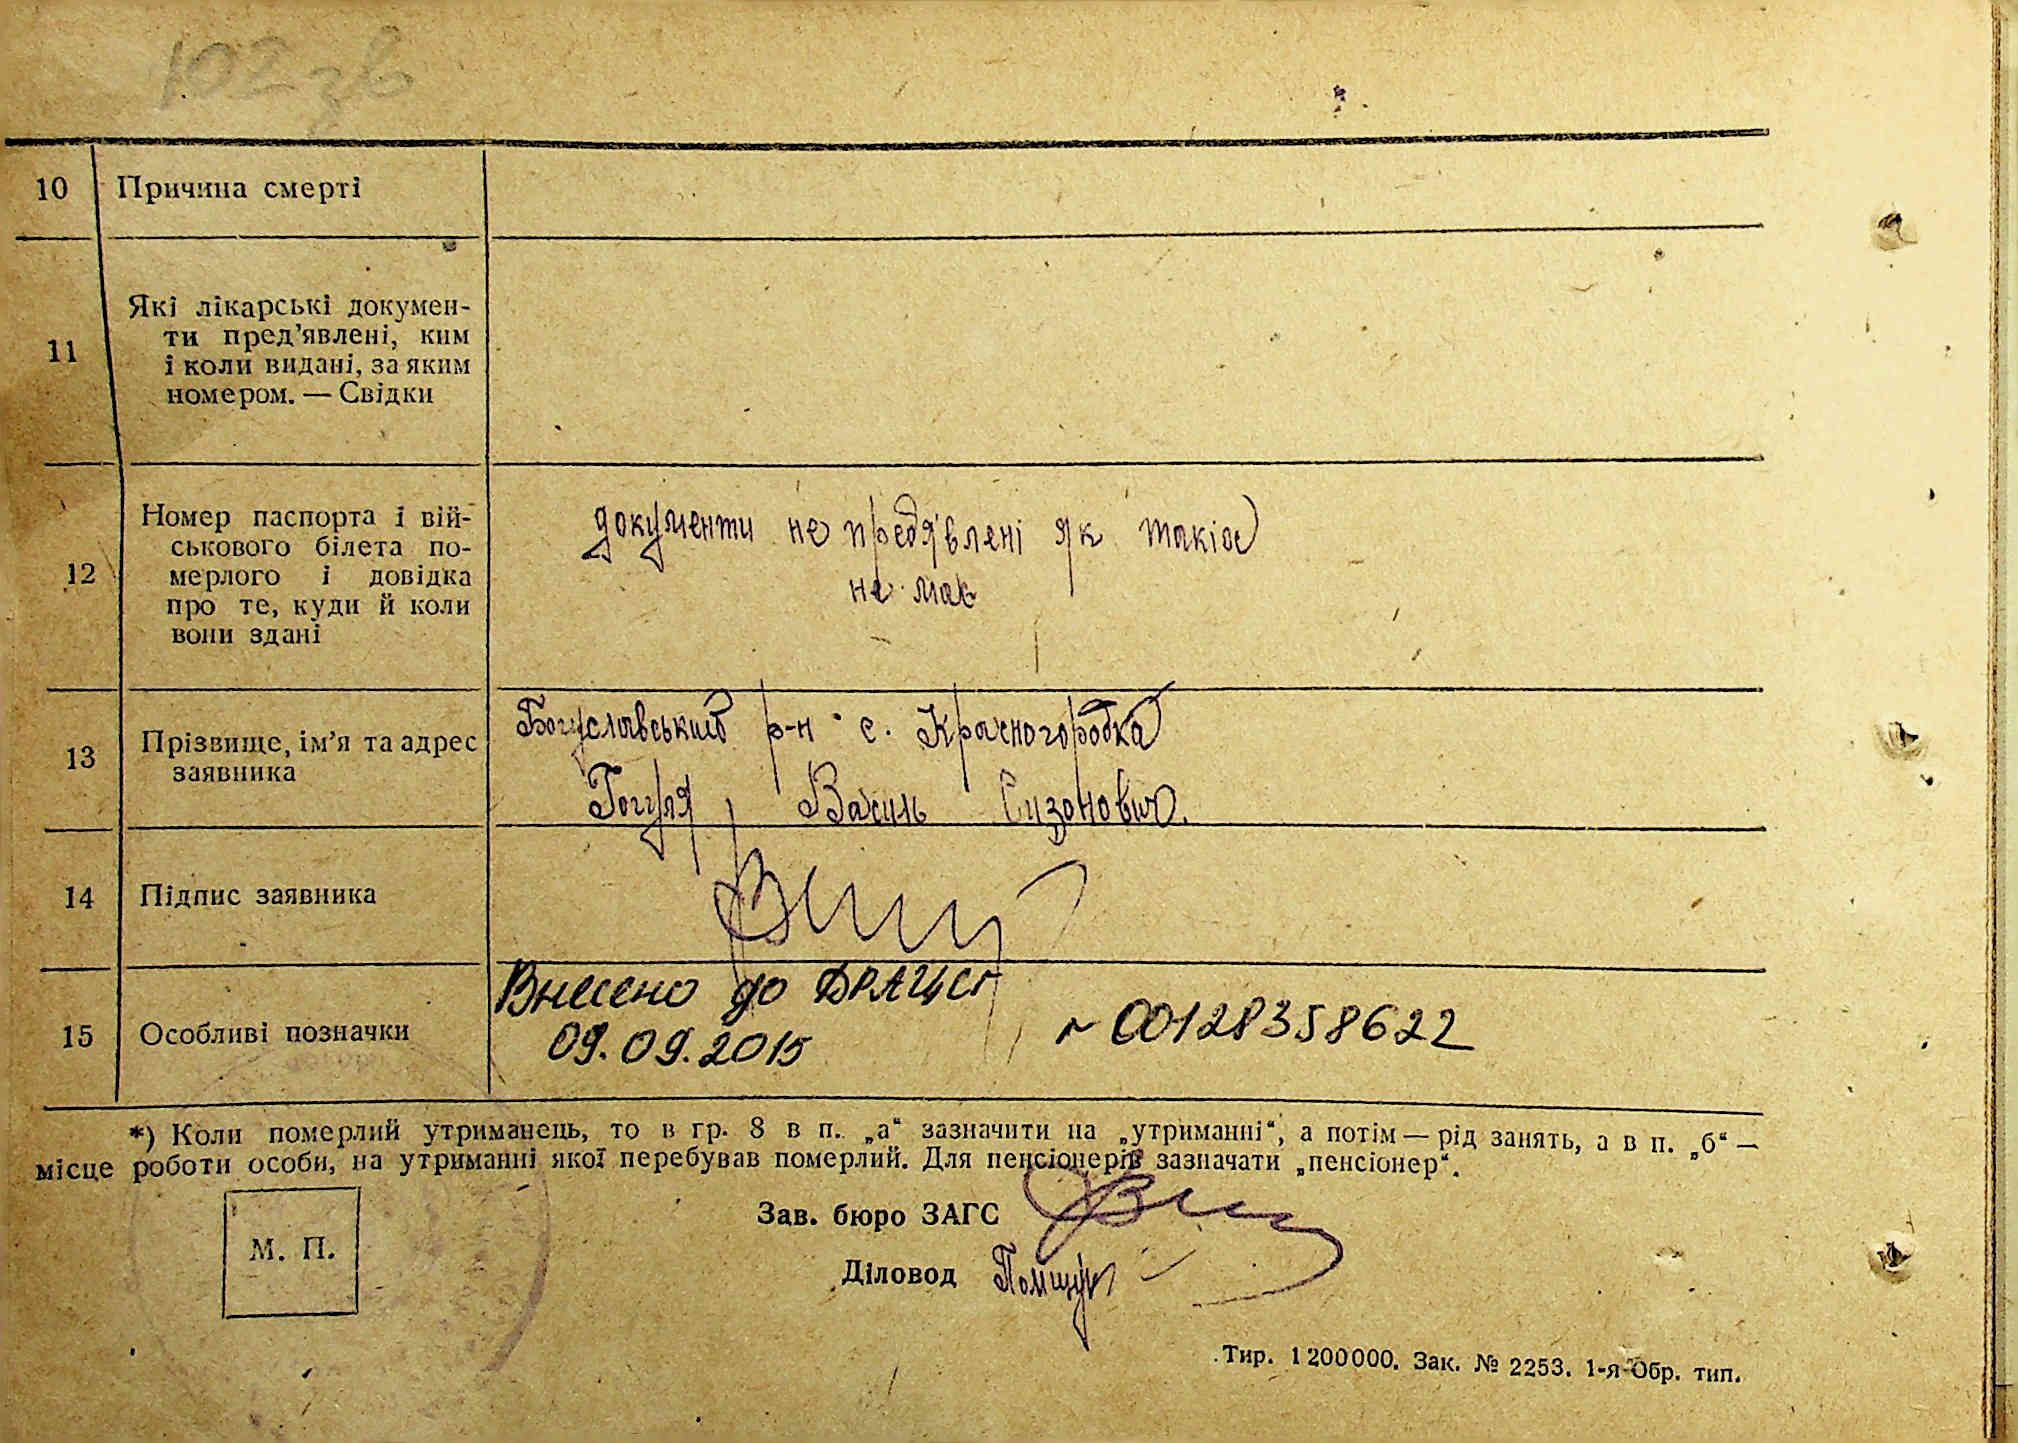 102 зв
10 Причина смерті
11 Які лікарські докумен-
ти пред’явлені, ким
і коли видані, за яким
номером. — Свідки
12 Номер паспорта і вій-
ськового білета по-
мерлого і довідка
про те, куди й коли
вони здані
документи не предявлені як такіх
не має
13 Прізвище, ім’я та адрес
заявника
Богуславський р-н с. Красногородка
Гогуля, Василь Сизонович.
14 Підпис заявника
15 Особливі позначки
Внесено до ДРАЦСг
09.09.2015
N 00128358622
*) Коли померлий утриманець, то в гр. 8 в п. „а“ зазначити на „утриманні“, а потім — рід занять, а в п. „б“ —
місце роботи особи, на утриманні якої перебував померлий. Для пенсіонерів зазначати „пенсіонер“.
Зав. бюро ЗАГС
М. П.
Діловод
Тир. 1200000. Зак. № 2253. 1-я Обр. тип.